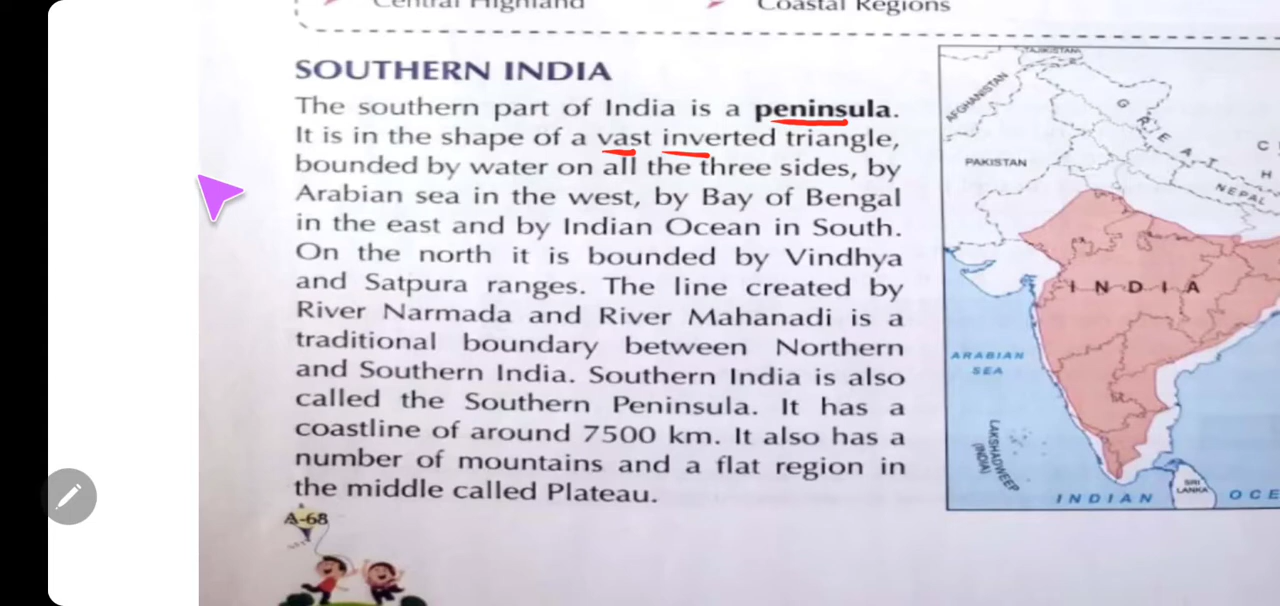 Central Highland
Coastal Regions
SOUTHERN INDIA
The southern part of India is a peninsula.
It is in the shape of a vast inverted triangle,
bounded by water on all the three sides, by
Arabian sea in the west, by Bay of Bengal
in the east and by Indian Ocean in South.
On the north it is bounded by Vindhya
and Satpura ranges. The line created by
River Narmada and River Mahanadi is a
traditional boundary between Northern
and Southern India. Southern India is also
called the Southern Peninsula. It has a
coastline of around 7500 km. It also has a
number of mountains and a flat region in
the middle called Plateau.
A-68
TAJIKISTAN
AFGHANISTAN
PAKISTAN
GREAT
C
H
NEPAL
INDIA
ARABIAN
SEA
LAKSHADWEEP
(INDIA)
SRI
LANKA
INDIAN OCE